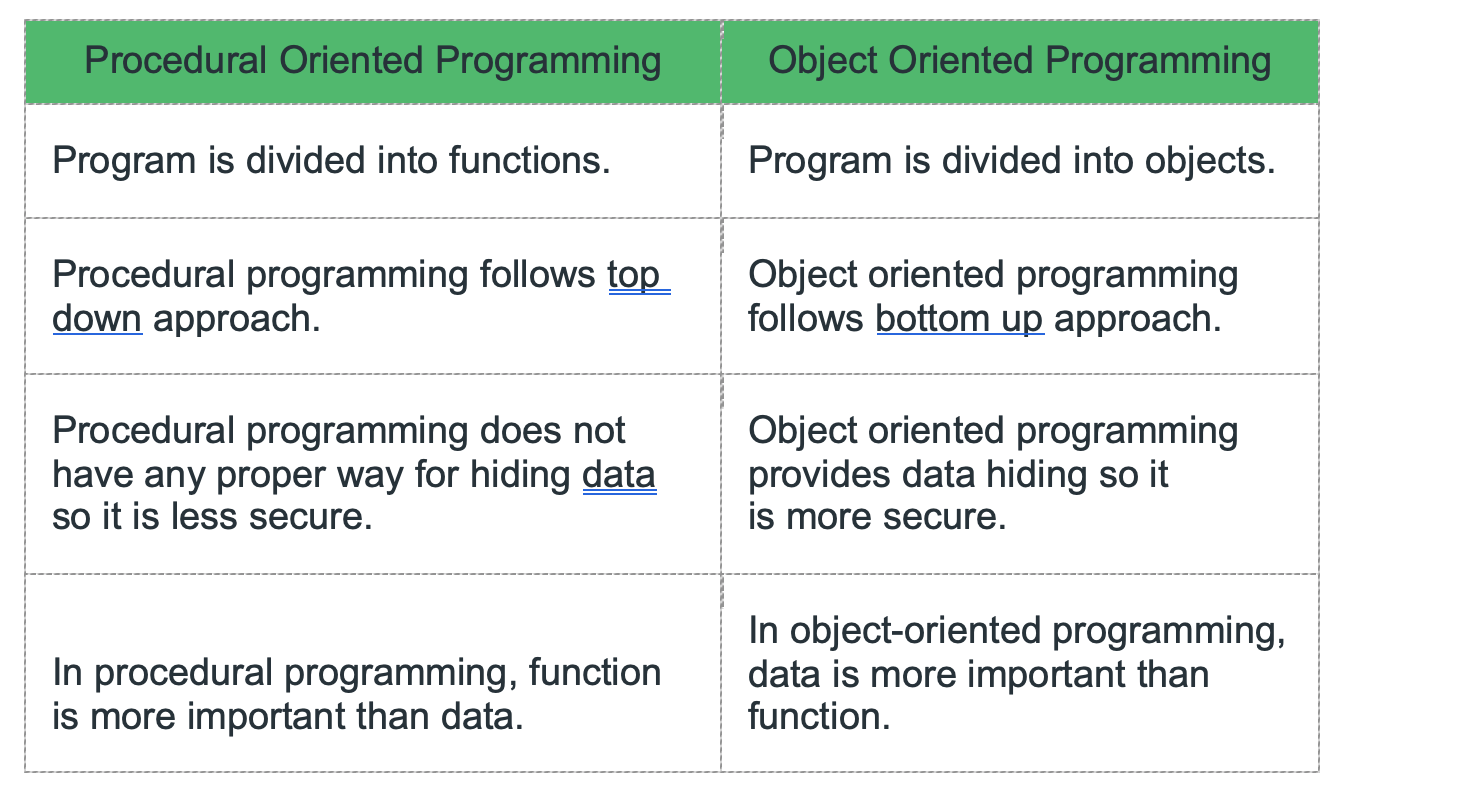 Procedural Oriented Programming
Object Oriented Programming
Program is divided into functions.
Program is divided into objects.
Procedural programming follows top
down approach.
Object oriented programming
follows bottom up approach.
Procedural programming does not
have any proper way for hiding data
so it is less secure.
Object oriented programming
provides data hiding so it
is more secure.
In procedural programming, function
is more important than data.
In object-oriented programming,
data is more important than
function.